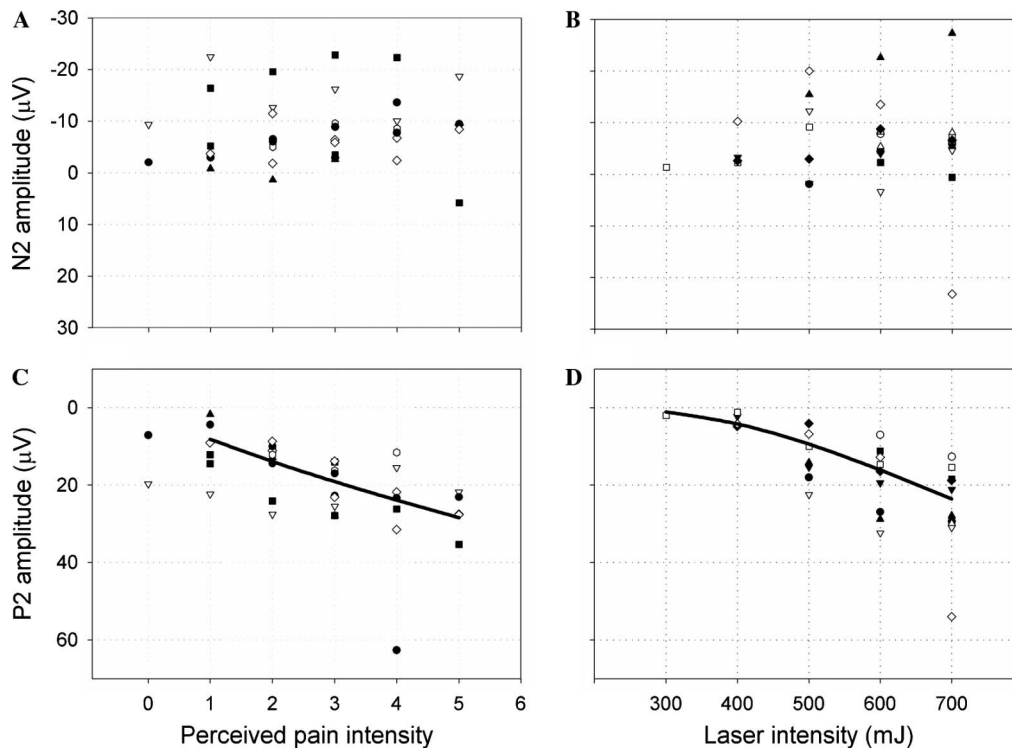 A
B
-30
-20
-10
0
10
20
30
N2 amplitude (μV)
C
D
0
20
40
60
P2 amplitude (μV)
0 1 2 3 4 5 6
300 400 500 600 700
Perceived pain intensity
Laser intensity (mJ)